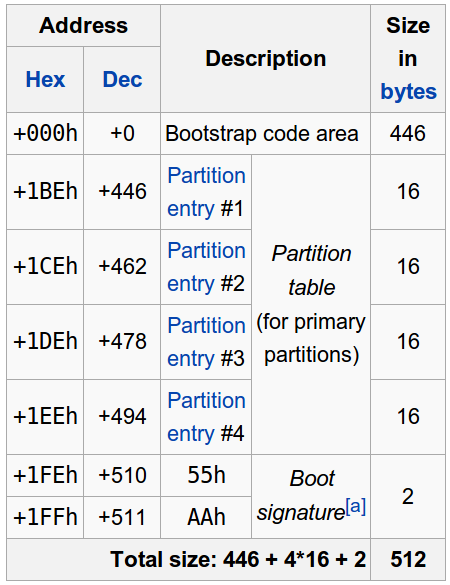 Address Description Size in bytes
Hex Dec
+000h +0 Bootstrap code area 446
+1BEh +446 Partition entry #1 Partition table (for primary partitions) 16
+1CEh +462 Partition entry #2 16
+1DEh +478 Partition entry #3 16
+1EEh +494 Partition entry #4 16
+1FEh +510 55h Boot signature[a] 2
+1FFh +511 AAh
Total size: 446 + 4*16 + 2 512